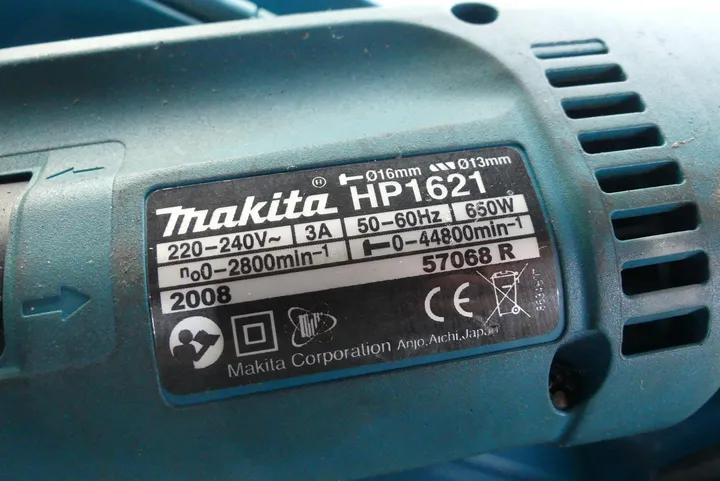 Ø16mm Ø13mm
makita® HP1621
220-240V~ 3A 50-60Hz 650W
n₀0-2800min⁻¹ 0-44800min⁻¹
2008 57068 R
CE
Makita Corporation Anjo, Aichi, Japan